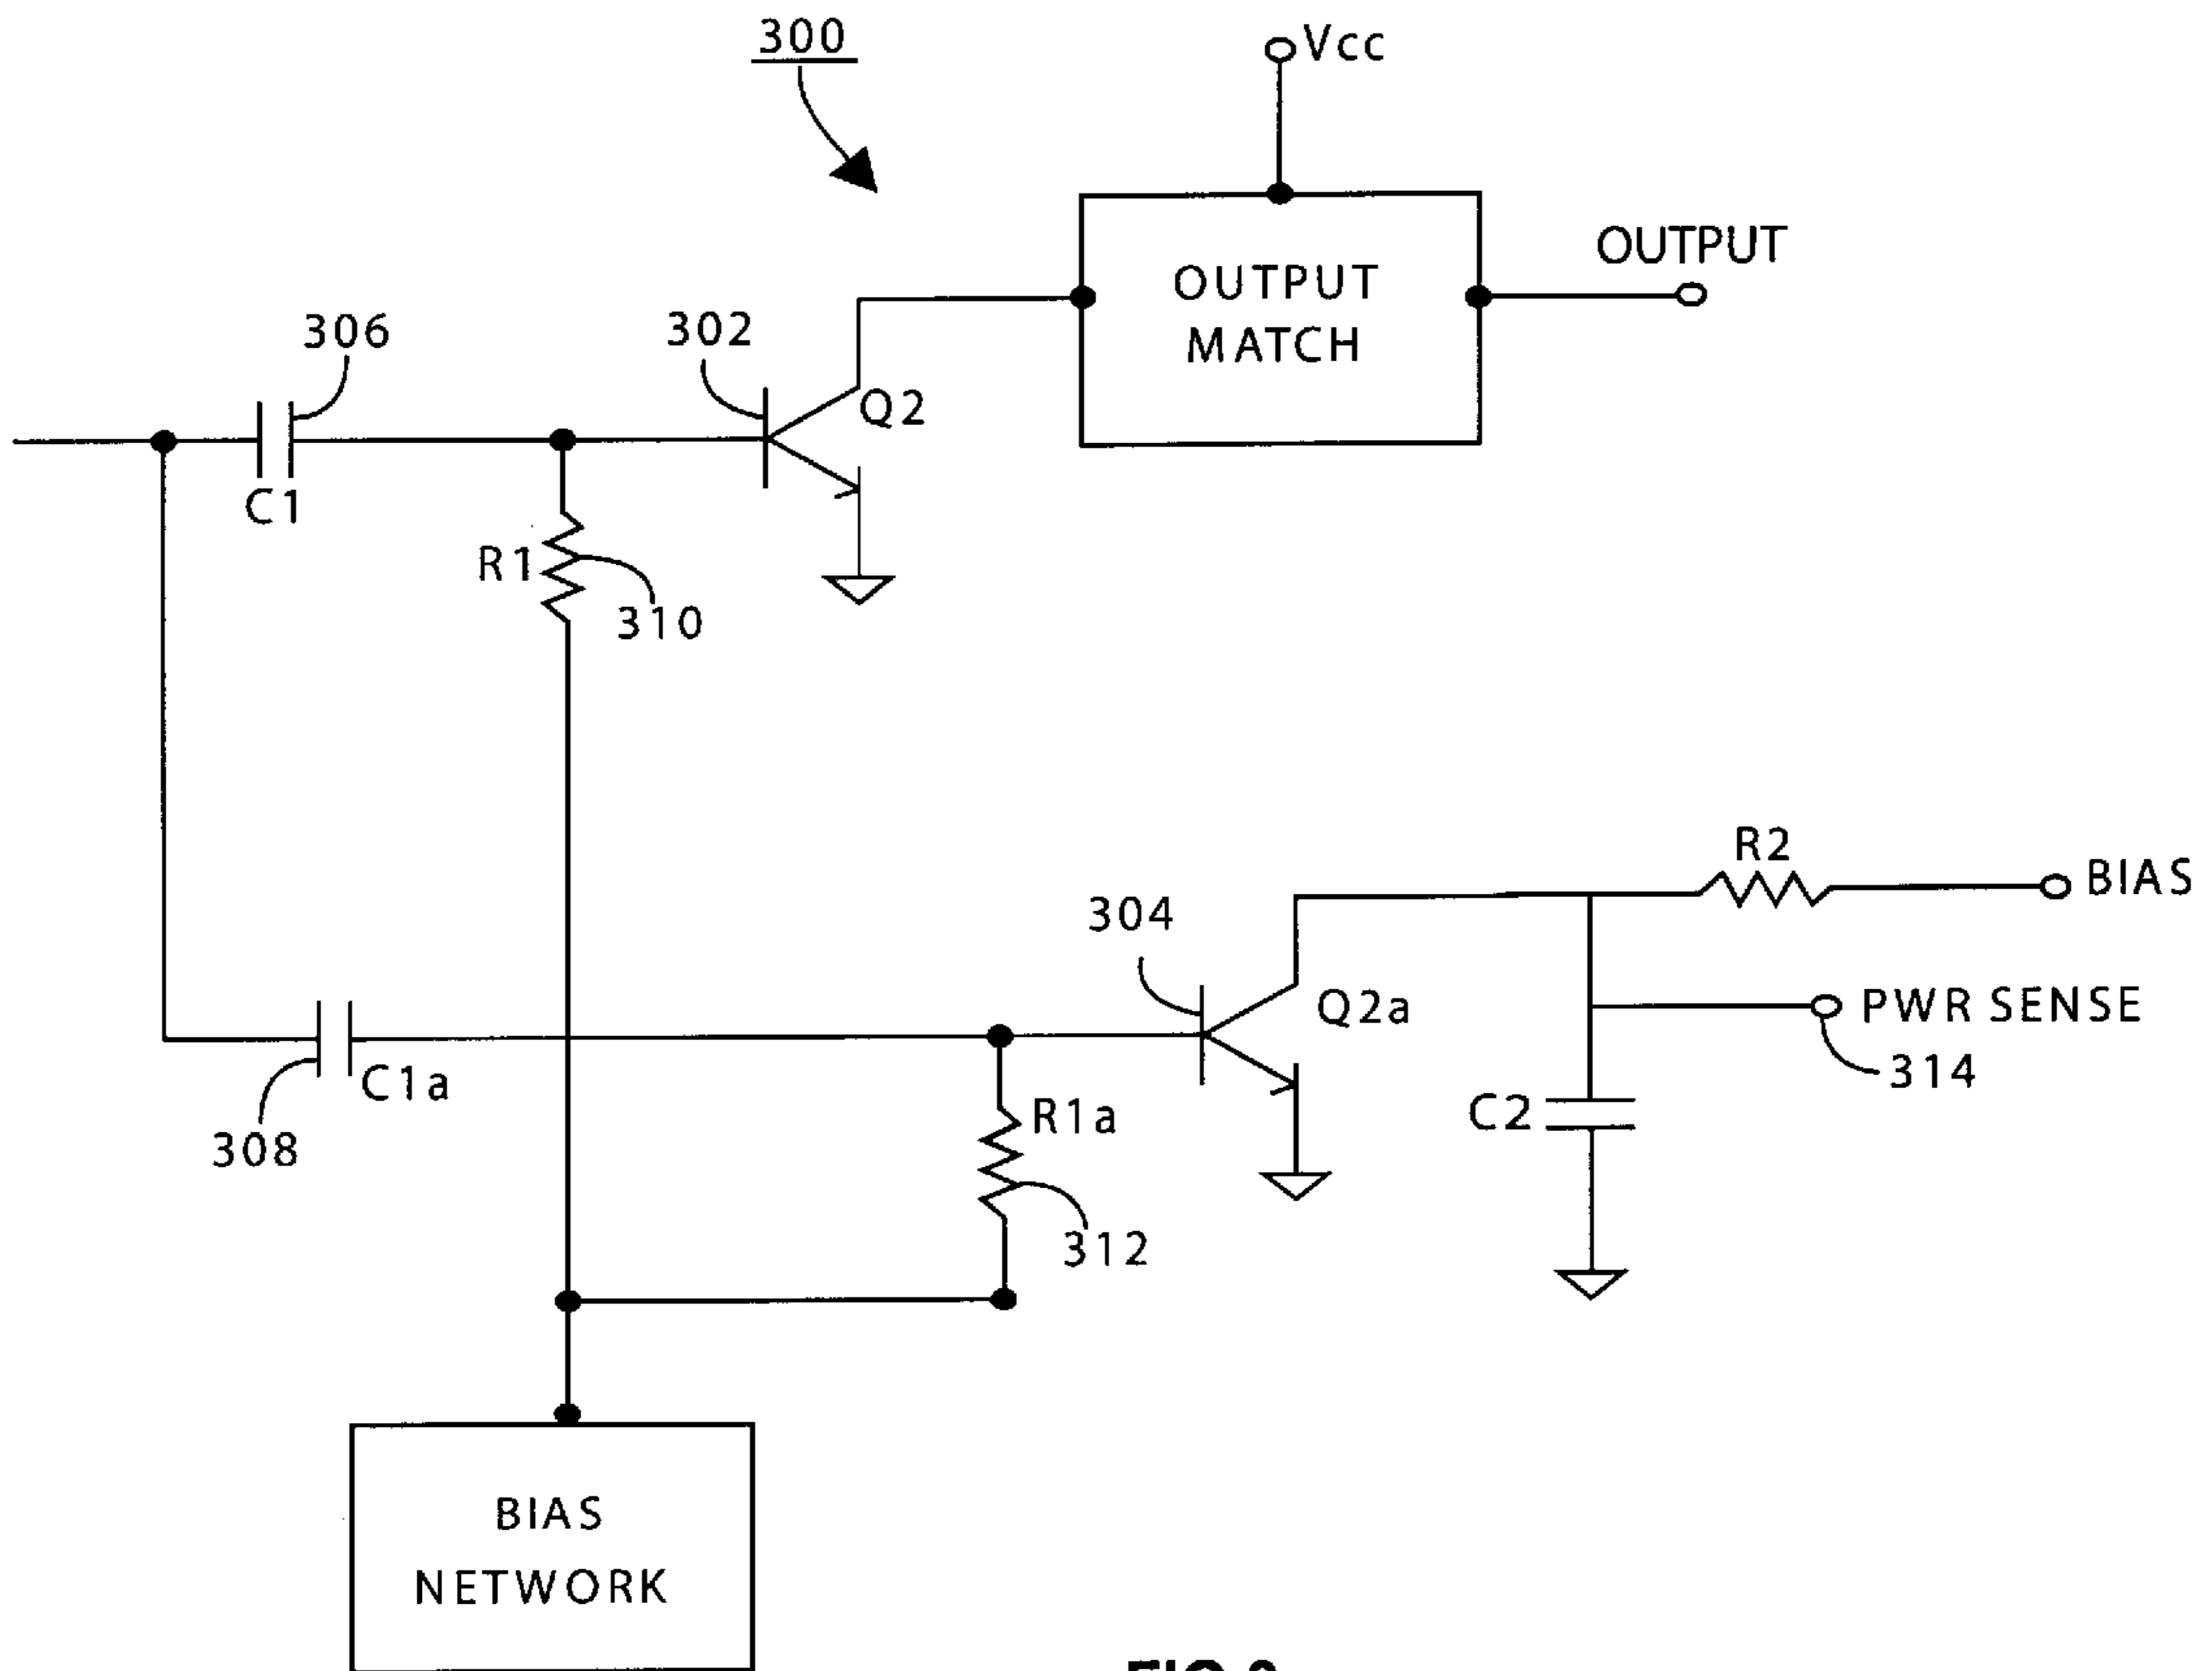 300
Vcc
OUTPUT
OUTPUT
MATCH
306
302
Q2
C1
R1
310
R2
BIAS
304
Q2a
PWR SENSE
314
C1a
R1a
C2
308
312
BIAS
NETWORK